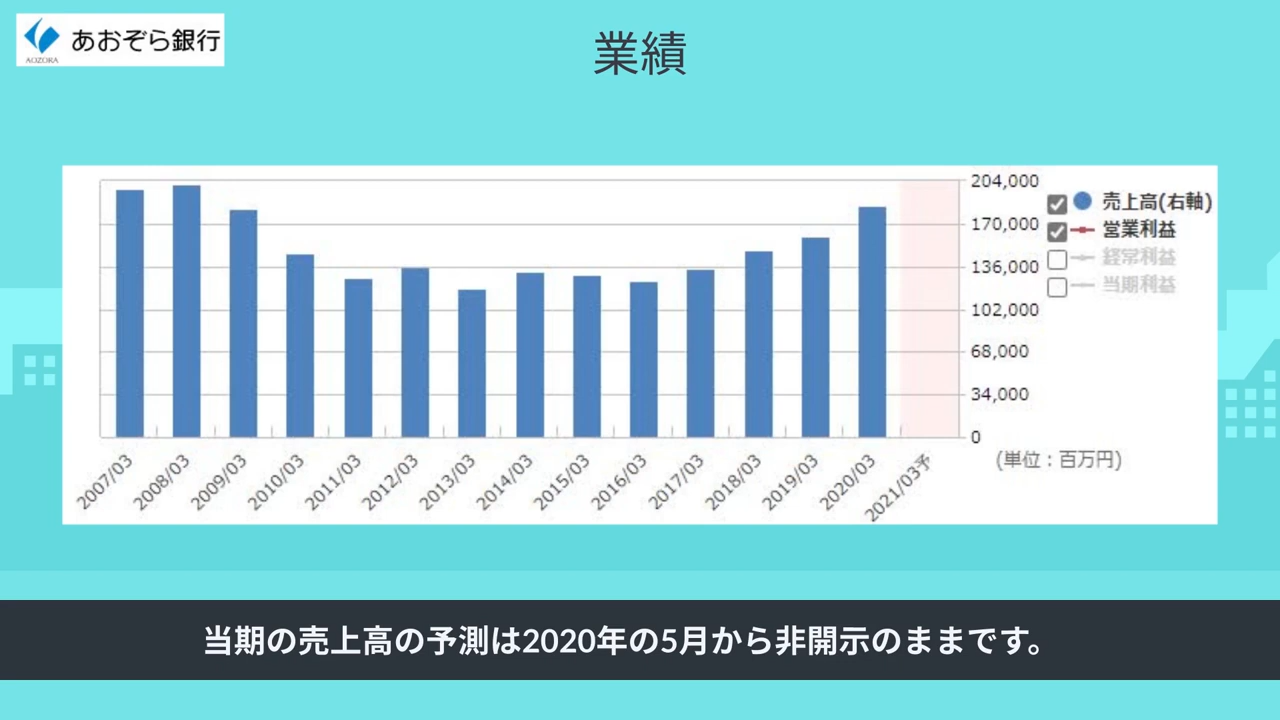 あおぞら銀行
AOZORA
業績
204,000
170,000
136,000
102,000
68,000
34,000
0
売上高(右軸)
営業利益
経常利益
当期利益
(単位：百万円)
2007/03
2008/03
2009/03
2010/03
2011/03
2012/03
2013/03
2014/03
2015/03
2016/03
2017/03
2018/03
2019/03
2020/03
2021/03予
当期の売上高の予測は2020年の5月から非開示のままです。